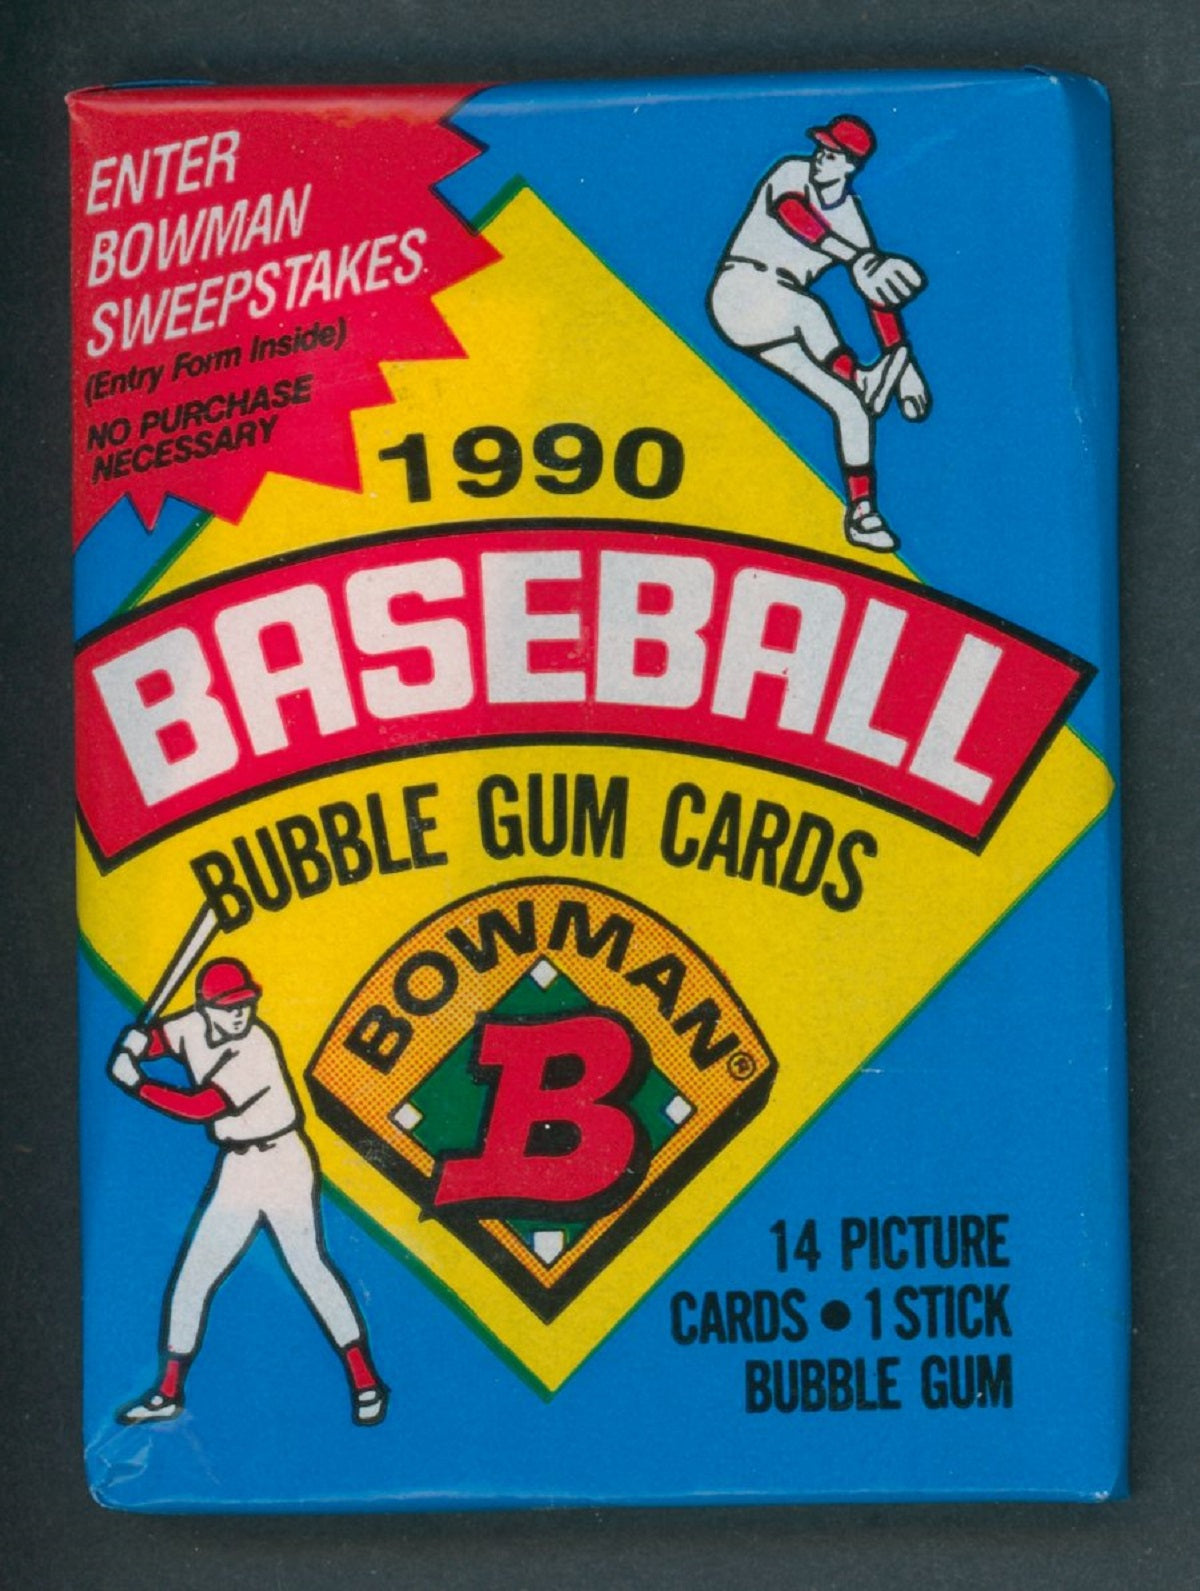 ENTER
BOWMAN
SWEEPSTAKES
(Entry Form Inside)
NO PURCHASE
NECESSARY
1990
BASEBALL
BUBBLE GUM CARDS
BOWMAN®
B
14 PICTURE
CARDS • 1 STICK
BUBBLE GUM